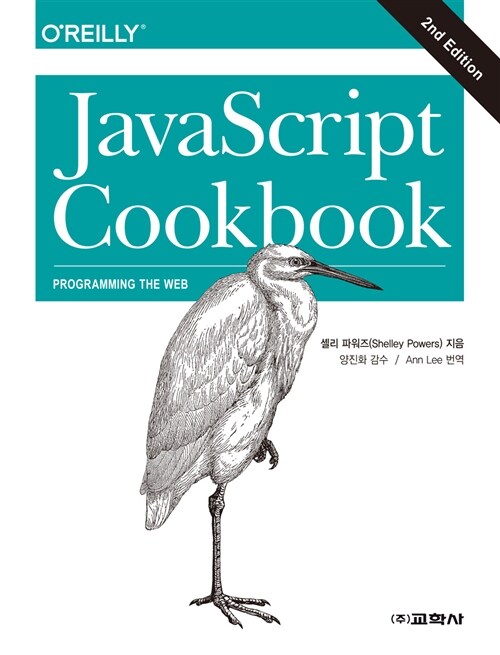 O'REILLY®
2nd Edition
JavaScript
Cookbook
PROGRAMMING THE WEB
셸리 파워즈(Shelley Powers) 지음
양진화 감수 / Ann Lee 번역
(주)교학사